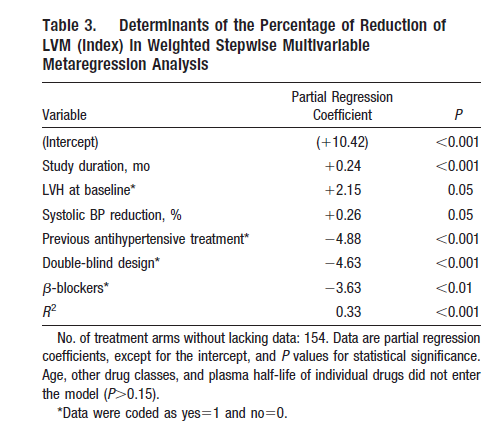 Table 3. Determinants of the Percentage of Reduction of
LVM (Index) in Weighted Stepwise Multivariable
Metaregression Analysis
Partial Regression
Variable Coefficient P
(Intercept) (+10.42) <0.001
Study duration, mo +0.24 <0.001
LVH at baseline* +2.15 0.05
Systolic BP reduction, % +0.26 0.05
Previous antihypertensive treatment* −4.88 <0.001
Double-blind design* −4.63 <0.001
β-blockers* −3.63 <0.01
R² 0.33 <0.001
No. of treatment arms without lacking data: 154. Data are partial regression
coefficients, except for the intercept, and P values for statistical significance.
Age, other drug classes, and plasma half-life of individual drugs did not enter
the model (P>0.15).
*Data were coded as yes=1 and no=0.